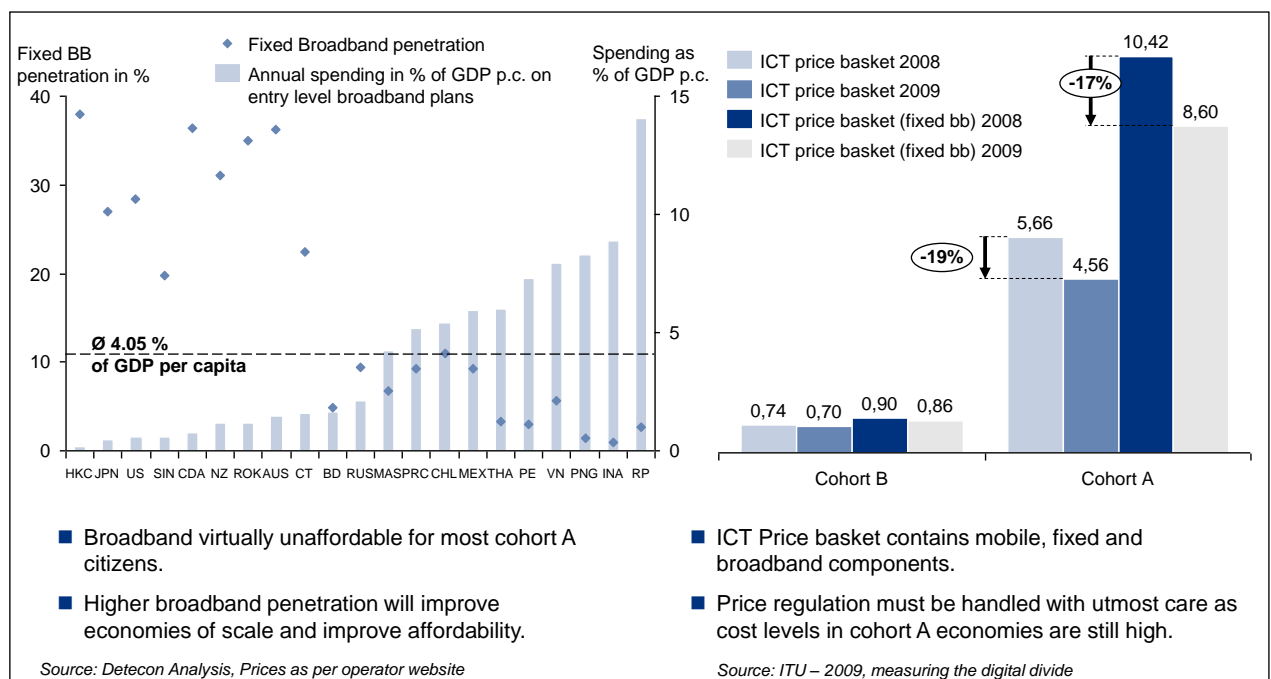 Fixed BB
penetration in %
Fixed Broadband penetration
Annual spending in % of GDP p.c. on
entry level broadband plans
Spending as
% of GDP p.c.
40
30
20
10
0
15
10
5
0
Ø 4.05 %
of GDP per capita
HKC JPN US SIN CDA NZ ROK AUS CT BD RUS MAS PRC CHL MEX THA PE VN PNG INA RP
Broadband virtually unaffordable for most cohort A
citizens.
Higher broadband penetration will improve
economies of scale and improve affordability.
Source: Detecon Analysis, Prices as per operator website
ICT price basket 2008
ICT price basket 2009
ICT price basket (fixed bb) 2008
ICT price basket (fixed bb) 2009
10,42
-17%
8,60
5,66
-19%
4,56
0,74
0,70
0,90
0,86
Cohort B
Cohort A
ICT Price basket contains mobile, fixed and
broadband components.
Price regulation must be handled with utmost care as
cost levels in cohort A economies are still high.
Source: ITU – 2009, measuring the digital divide